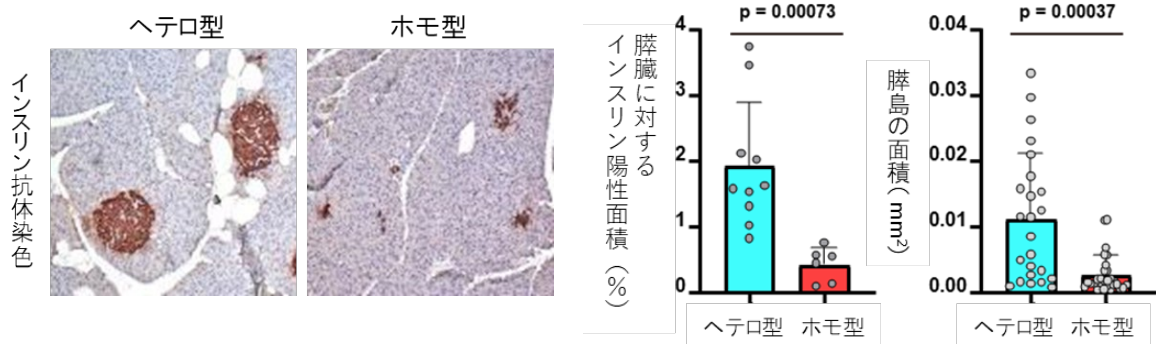 ヘテロ型
ホモ型
インスリン抗体染色
p = 0.00073
膵臓に対する
インスリン陽性面積(%)
4
3
2
1
0
ヘテロ型
ホモ型
p = 0.00037
膵島の面積(mm²)
0.04
0.03
0.02
0.01
0.00
ヘテロ型
ホモ型